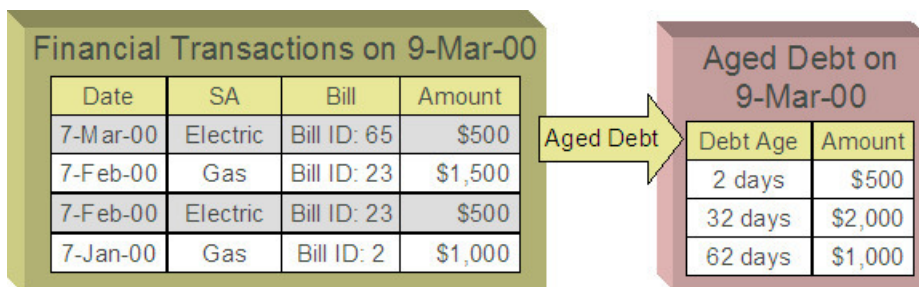 Financial Transactions on 9-Mar-00
Date SA Bill Amount
7-Mar-00 Electric Bill ID: 65 $500
7-Feb-00 Gas Bill ID: 23 $1,500
7-Feb-00 Electric Bill ID: 23 $500
7-Jan-00 Gas Bill ID: 2 $1,000
Aged Debt
Aged Debt on
9-Mar-00
Debt Age Amount
2 days $500
32 days $2,000
62 days $1,000